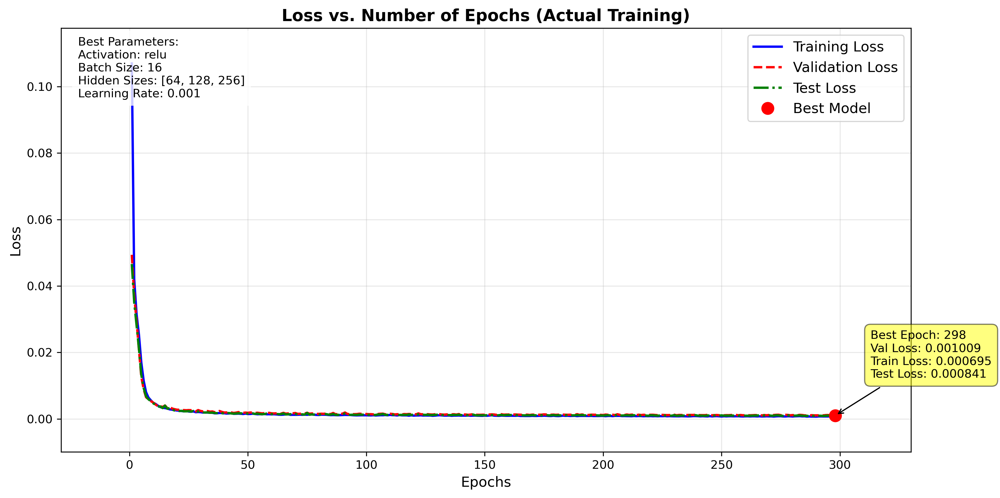 Loss vs. Number of Epochs (Actual Training)
Best Parameters:
Activation: relu
Batch Size: 16
Hidden Sizes: [64, 128, 256]
Learning Rate: 0.001
Training Loss
Validation Loss
Test Loss
Best Model
0.10
0.08
0.06
0.04
0.02
0.00
Loss
Best Epoch: 298
Val Loss: 0.001009
Train Loss: 0.000695
Test Loss: 0.000841
0 50 100 150 200 250 300
Epochs